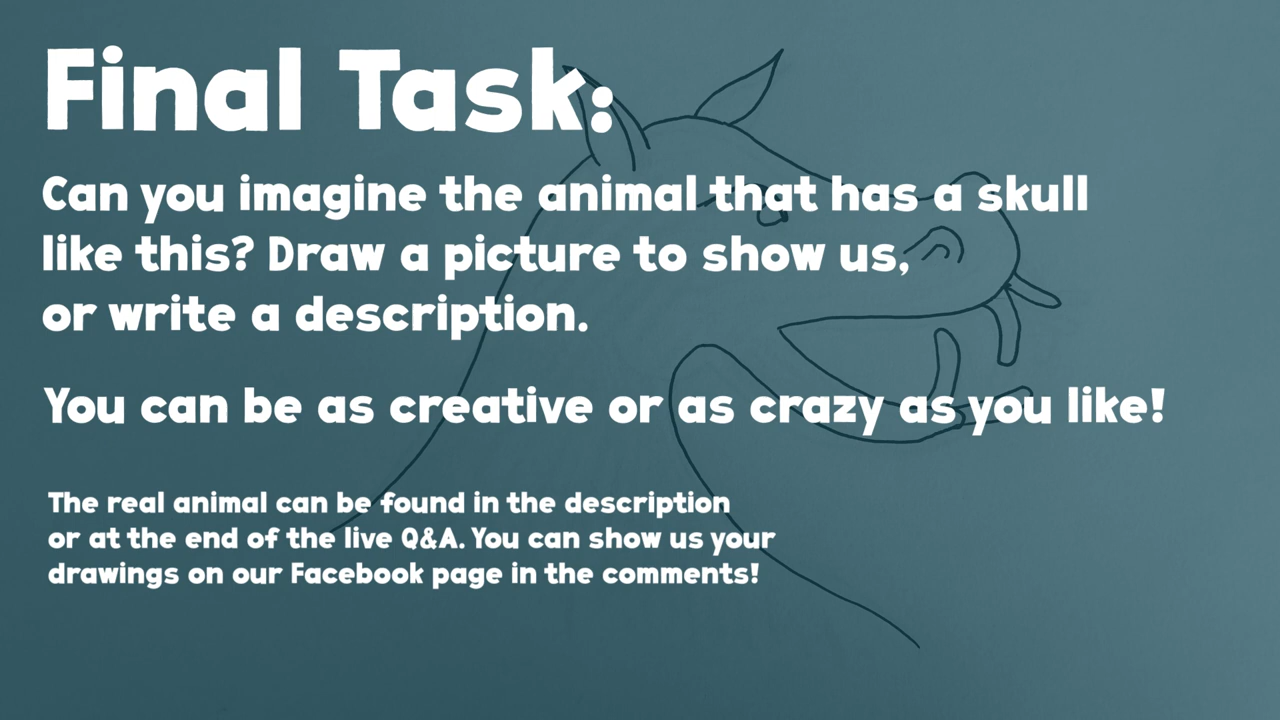 Final Task:
Can you imagine the animal that has a skull
like this? Draw a picture to show us,
or write a description.
You can be as creative or as crazy as you like!
The real animal can be found in the description
or at the end of the live Q&A. You can show us your
drawings on our Facebook page in the comments!